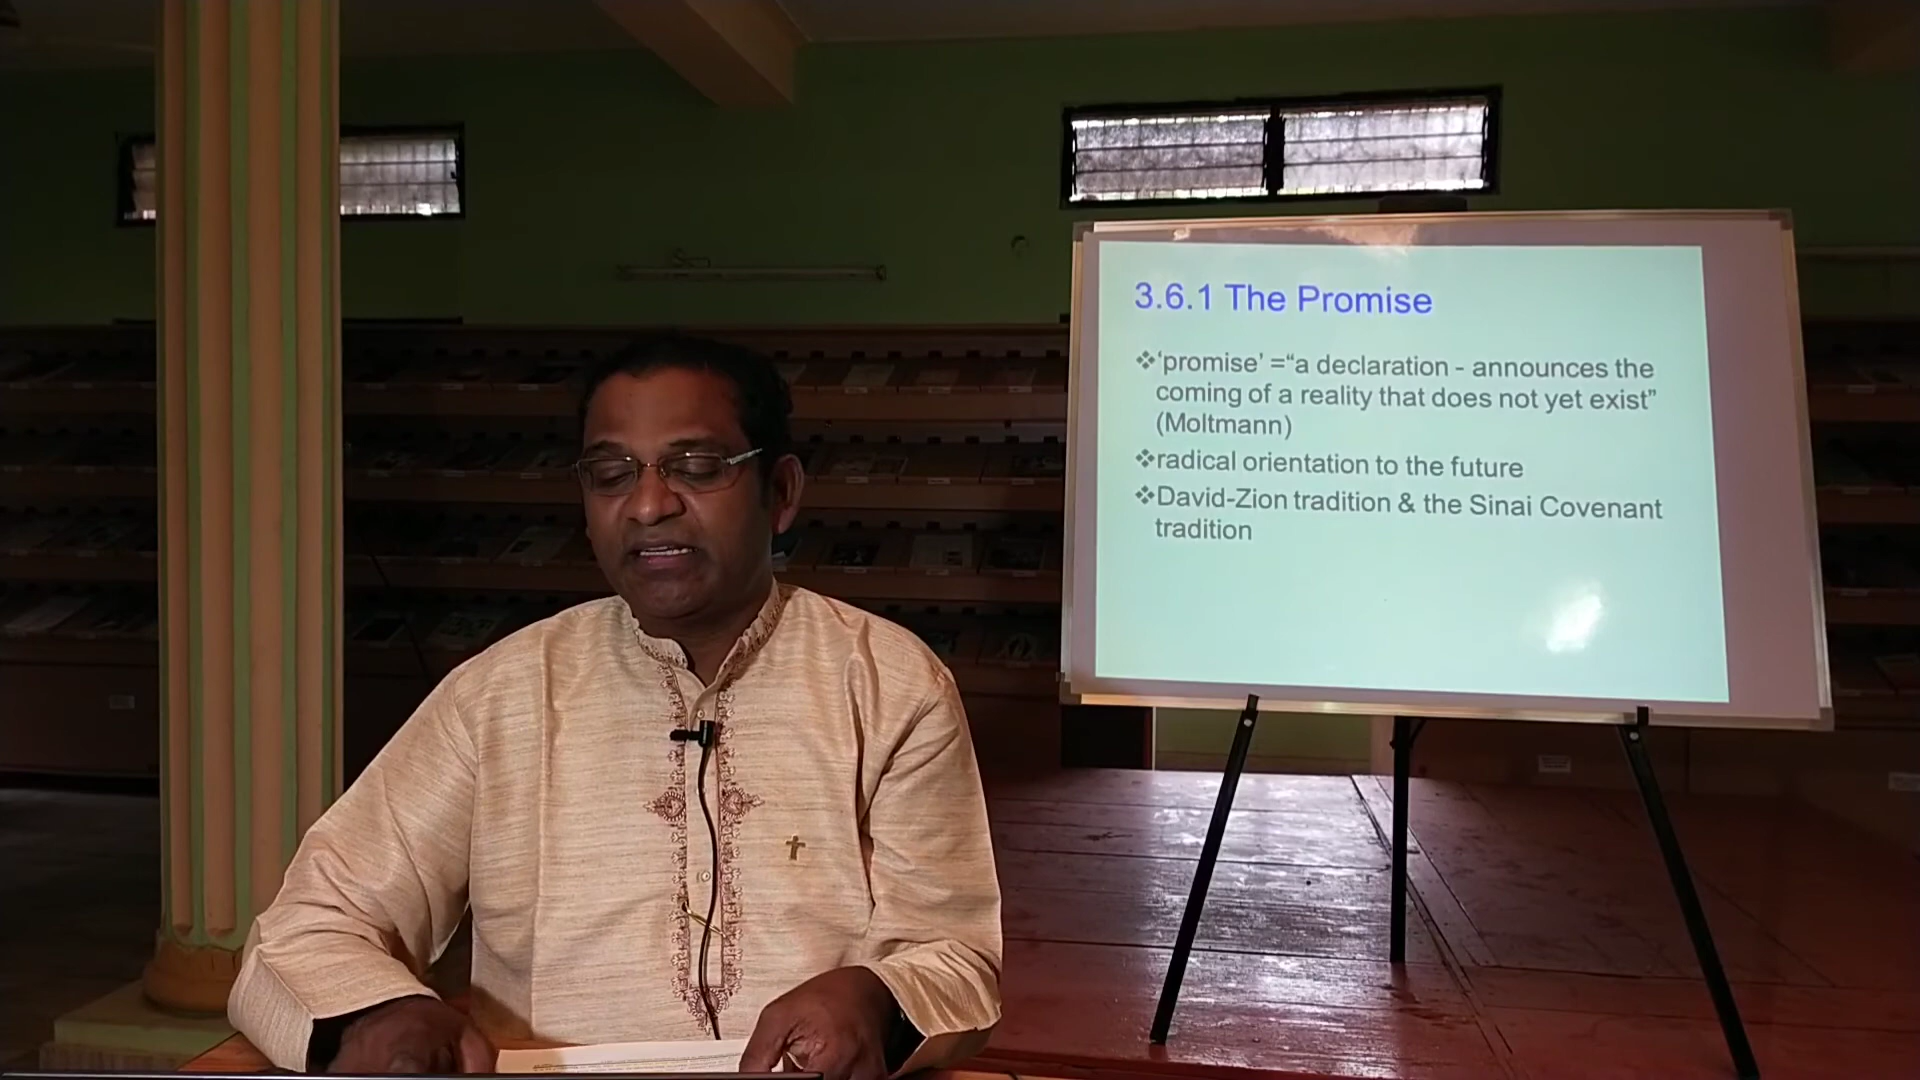 3.6.1 The Promise
❖‘promise’ =“a declaration - announces the
coming of a reality that does not yet exist”
(Moltmann)
❖radical orientation to the future
❖David-Zion tradition & the Sinai Covenant
tradition